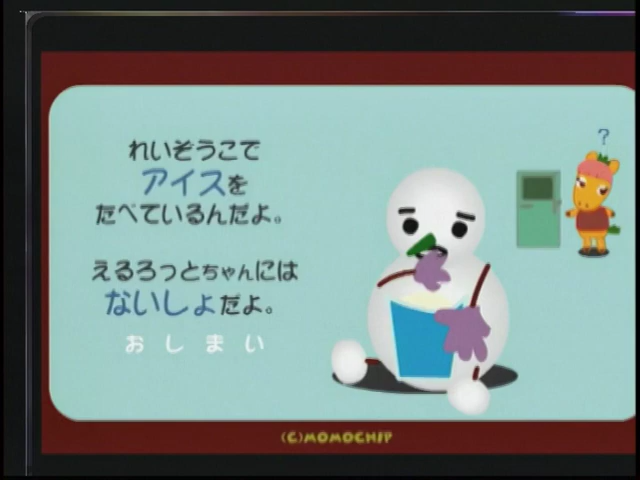 れいぞうこで
アイスを
たべているんだよ。
えるろっとちゃんには
ないしょだよ。
おしまい
?
(C)MOMOCHIP